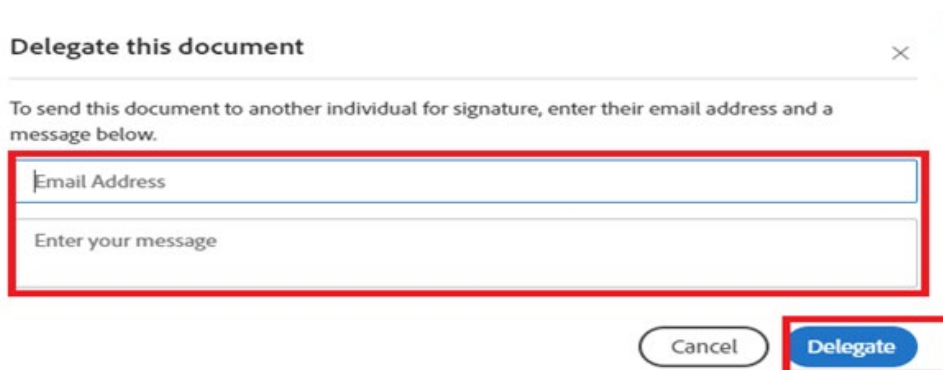 Delegate this document
To send this document to another individual for signature, enter their email address and a
message below.
Email Address
Enter your message
Cancel
Delegate